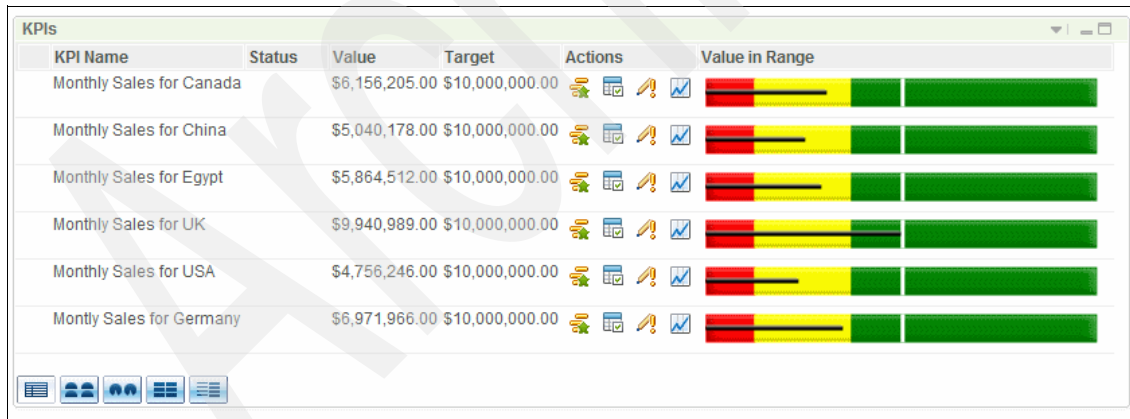 KPIs
KPI Name Status Value Target Actions Value in Range
Monthly Sales for Canada $6,156,205.00 $10,000,000.00
Monthly Sales for China $5,040,178.00 $10,000,000.00
Monthly Sales for Egypt $5,864,512.00 $10,000,000.00
Monthly Sales for UK $9,940,989.00 $10,000,000.00
Monthly Sales for USA $4,756,246.00 $10,000,000.00
Montly Sales for Germany $6,971,966.00 $10,000,000.00